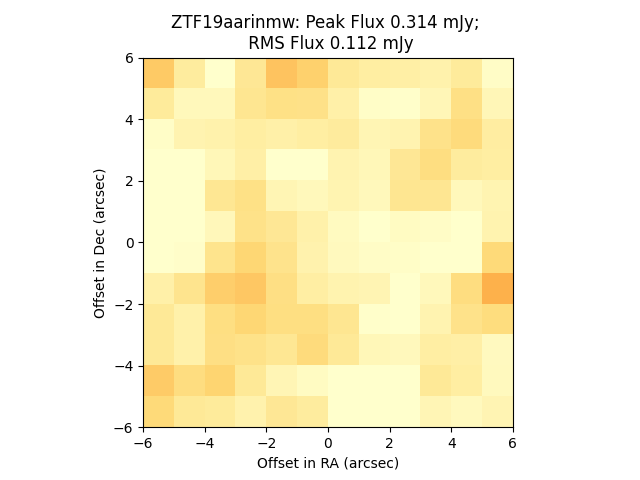 ZTF19aarinmw: Peak Flux 0.314 mJy;
RMS Flux 0.112 mJy
6
4
2
0
−2
−4
−6
Offset in Dec (arcsec)
−6 −4 −2 0 2 4 6
Offset in RA (arcsec)